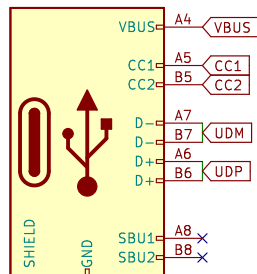 VBUS A4 VBUS
CC1 A5 CC1
CC2 B5 CC2
D- A7
D- B7 UDM
D+ A6
D+ B6 UDP
SBU1 A8
SBU2 B8
SHIELD
GND